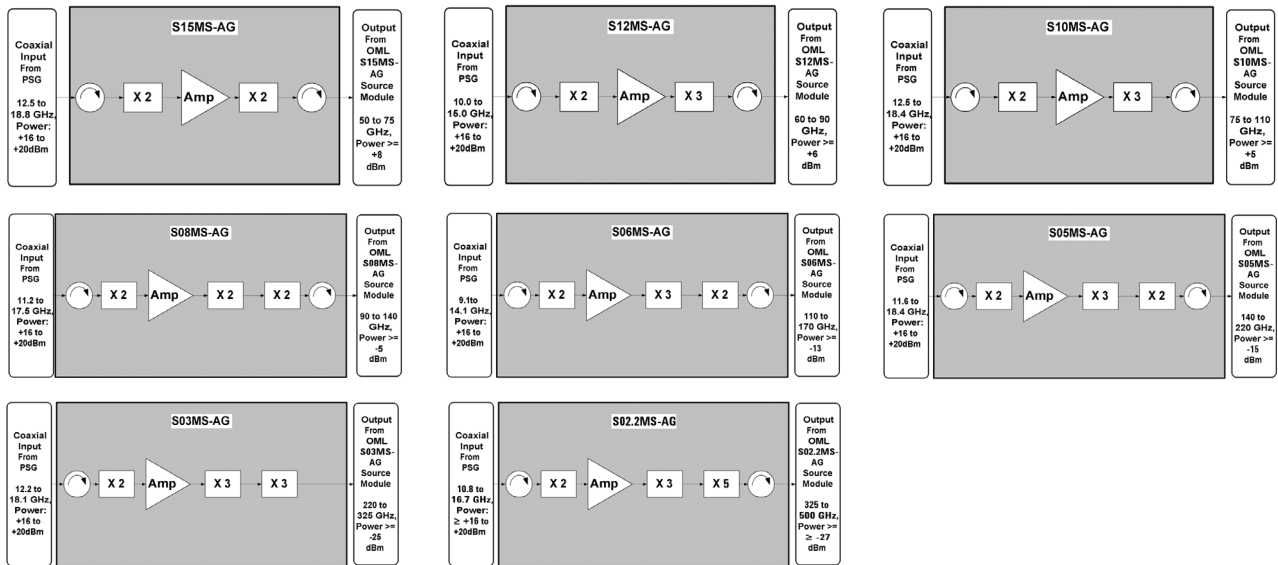 S15MS-AG
Coaxial
Input
From
PSG
12.5 to
18.8 GHz,
Power:
+16 to
+20dBm
X 2
Amp
X 2
Output
From
OML
S15MS-
AG
Source
Module
50 to 75
GHz,
Power >=
+8
dBm
S12MS-AG
Coaxial
Input
From
PSG
10.0 to
15.0 GHz,
Power:
+16 to
+20dBm
X 2
Amp
X 3
Output
From
OML
S12MS-
AG
Source
Module
60 to 90
GHz,
Power >=
+6
dBm
S10MS-AG
Coaxial
Input
From
PSG
12.5 to
18.4 GHz,
Power:
+16 to
+20dBm
X 2
Amp
X 3
Output
From
OML
S10MS-
AG
Source
Module
75 to 110
GHz,
Power >=
+5
dBm
S08MS-AG
Coaxial
Input
From
PSG
11.2 to
17.5 GHz,
Power:
+16 to
+20dBm
X 2
Amp
X 2
X 2
Output
From
OML
S08MS-
AG
Source
Module
90 to 140
GHz,
Power >=
-5
dBm
S06MS-AG
Coaxial
Input
From
PSG
9.1to
14.1 GHz,
Power:
+16 to
+20dBm
X 2
Amp
X 3
X 2
Output
From
OML
S06MS-
AG
Source
Module
110 to
170 GHz,
Power >=
-13
dBm
S05MS-AG
Coaxial
Input
From
PSG
11.6 to
18.4 GHz,
Power:
+16 to
+20dBm
X 2
Amp
X 3
X 2
Output
From
OML
S05MS-
AG
Source
Module
140 to
220 GHz,
Power >=
-15
dBm
S03MS-AG
Coaxial
Input
From
PSG
12.2 to
18.1 GHz,
Power:
+16 to
+20dBm
X 2
Amp
X 3
X 3
Output
From
OML
S03MS-
AG
Source
Module
220 to
325 GHz,
Power >=
-25
dBm
S02.2MS-AG
Coaxial
Input
From
PSG
10.8 to
16.7 GHz,
Power:
≥ +16 to
+20dBm
X 2
Amp
X 3
X 5
Output
From
OML
S02.2MS-
AG
Source
Module
325 to
500 GHz,
Power >=
≥ -27
dBm